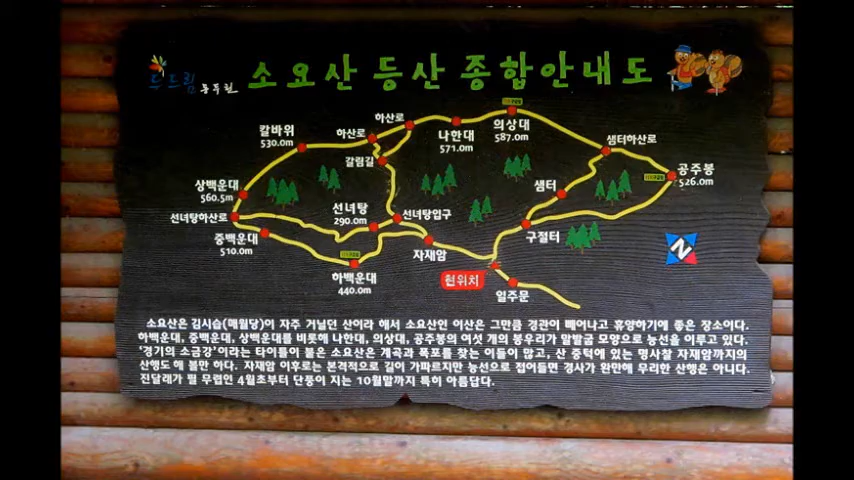 두드림 동두천
소요산 등산 종합안내도
칼바위
530.0m
하산로
하산로
갈림길
나한대
571.0m
의상대
587.0m
샘터하산로
공주봉
526.0m
상백운대
560.5m
선녀탕하산로
중백운대
510.0m
선녀탕
290.0m
선녀탕입구
샘터
구절터
자재암
하백운대
440.0m
현위치
일주문
N
소요산은 김시습(매월당)이 자주 거닐던 산이라 해서 소요산인 이산은 그만큼 경관이 빼어나고 휴양하기에 좋은 장소이다.
하백운대, 중백운대, 상백운대를 비롯해 나한대, 의상대, 공주봉의 여섯 개의 봉우리가 말발굽 모양으로 능선을 이루고 있다.
'경기의 소금강'이라는 타이틀이 붙은 소요산은 계곡과 폭포를 찾는 이들이 많고, 산 중턱에 있는 명사찰 자재암까지의
산행도 해 볼만 하다. 자재암 이후로는 본격적으로 길이 가파르지만 능선으로 접어들면 경사가 완만해 무리한 산행은 아니다.
진달래가 필 무렵인 4월초부터 단풍이 지는 10월말까지 특히 아름답다.